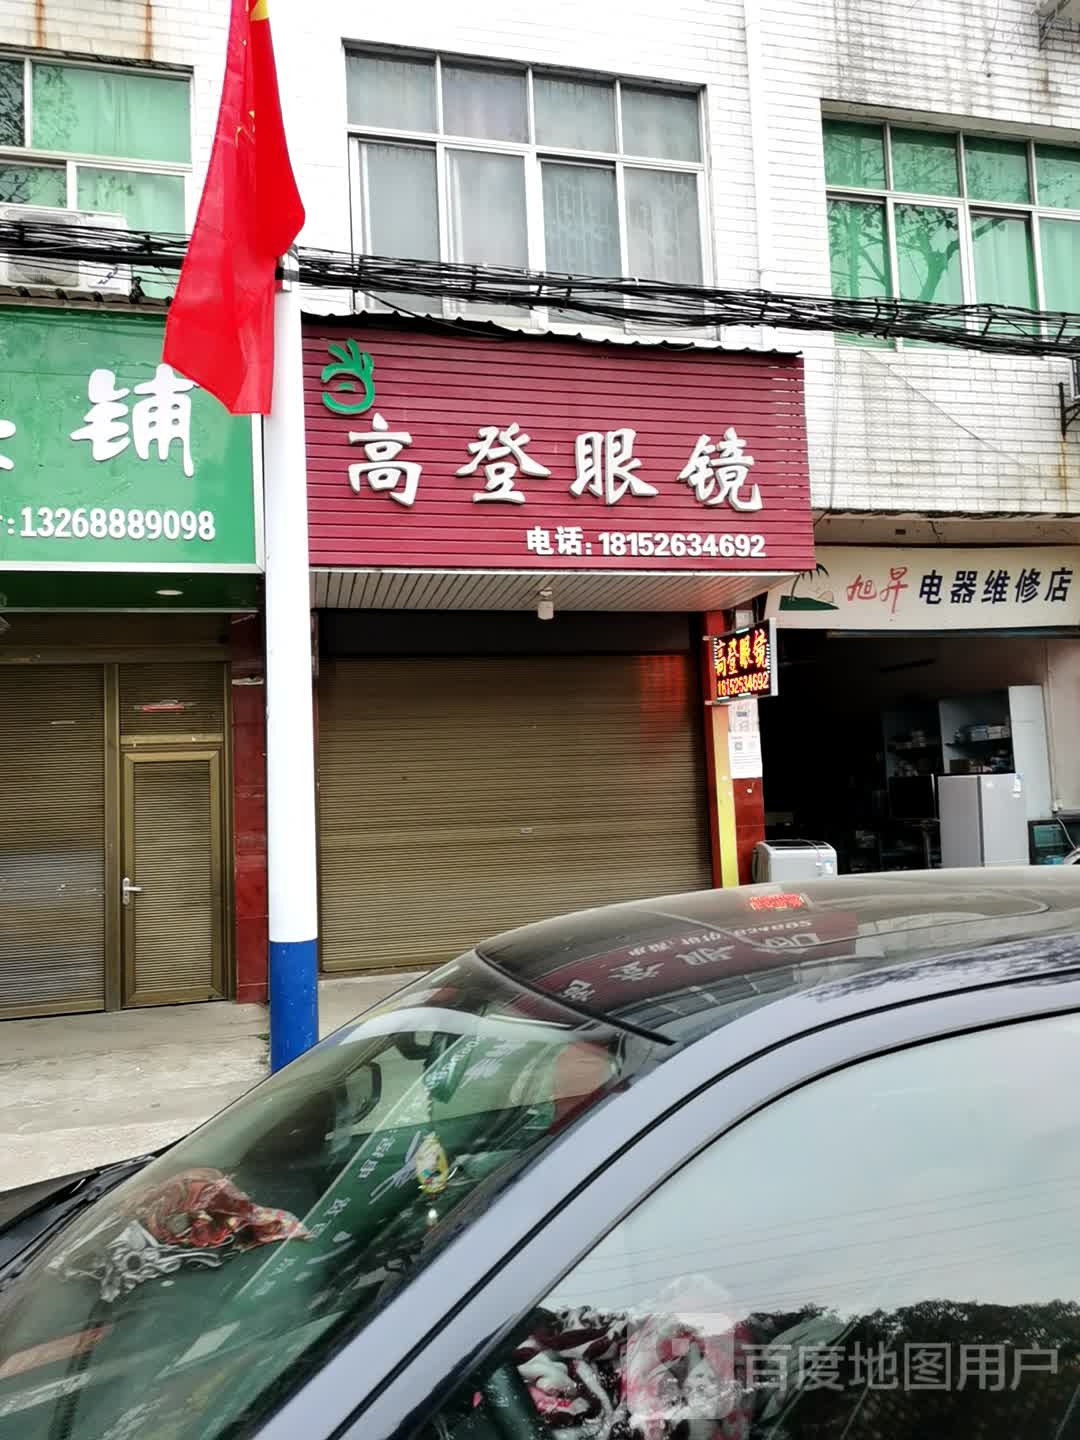 铺
:13268889098
高登眼镜
电话:18152634692
旭昇电器维修店
高登眼镜
18152634692
百度地图用户